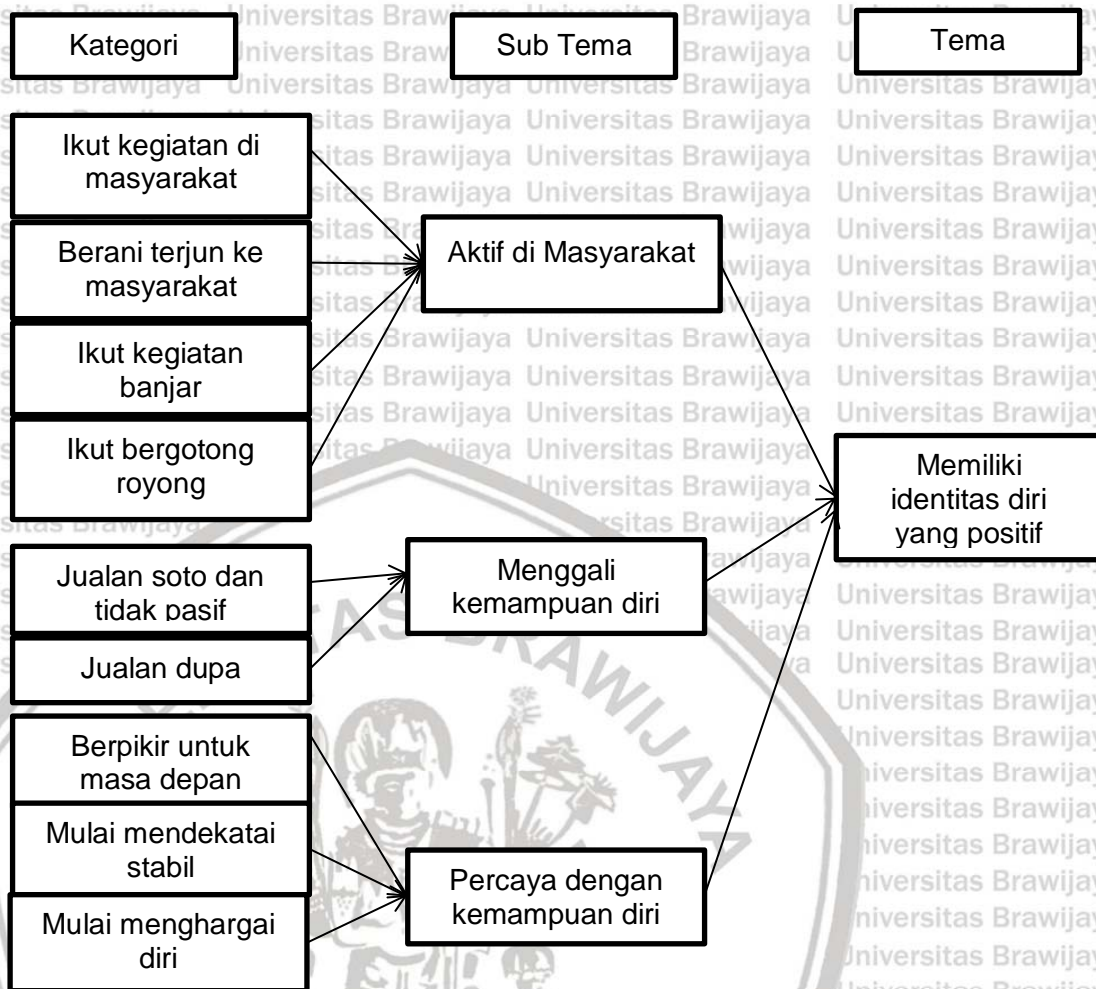 Kategori
Sub Tema
Tema
Ikut kegiatan di
masyarakat
Berani terjun ke
masyarakat
Ikut kegiatan
banjar
Ikut bergotong
royong
Aktif di Masyarakat
Jualan soto dan
tidak pasif
Jualan dupa
Menggali
kemampuan diri
Berpikir untuk
masa depan
Mulai mendekatai
stabil
Mulai menghargai
diri
Percaya dengan
kemampuan diri
Memiliki
identitas diri
yang positif
Universitas Brawijaya